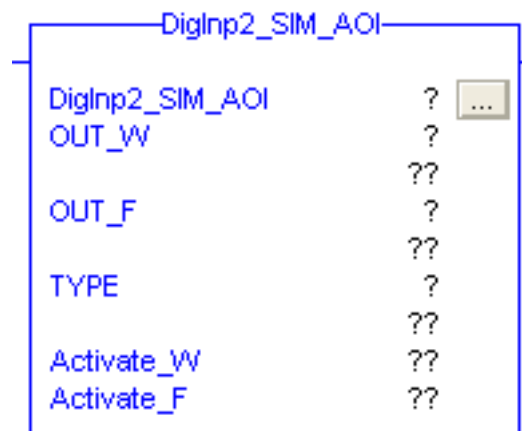 DigInp2_SIM_AOI
DigInp2_SIM_AOI ? ...
OUT_W ?
??
OUT_F ?
??
TYPE ?
??
Activate_W ??
Activate_F ??